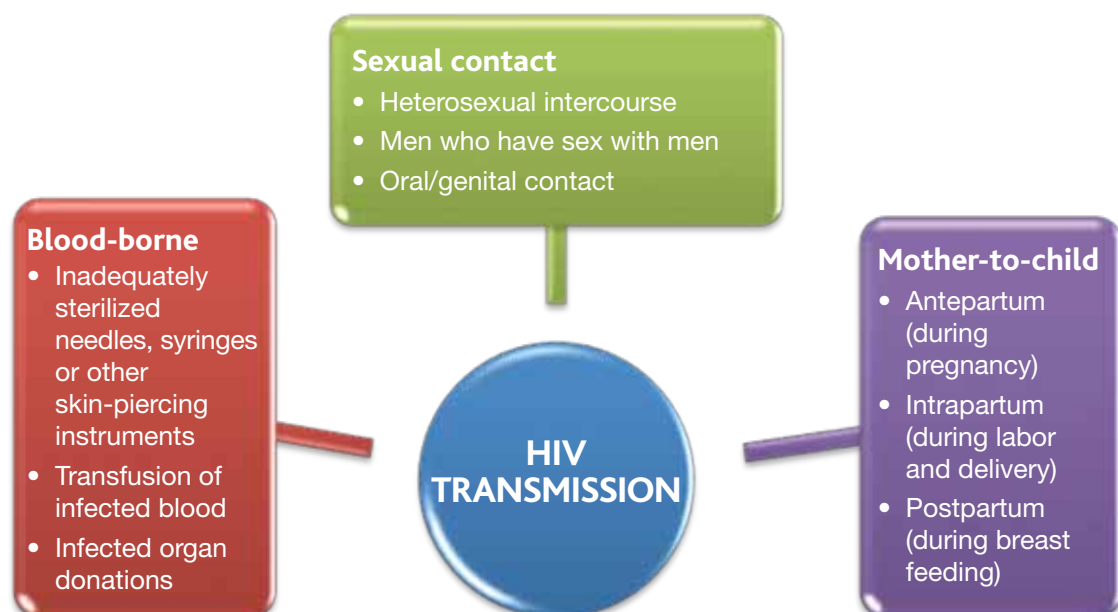 Sexual contact
• Heterosexual intercourse
• Men who have sex with men
• Oral/genital contact
Blood-borne
• Inadequately
sterilized
needles, syringes
or other
skin-piercing
instruments
• Transfusion of
infected blood
• Infected organ
donations
HIV
TRANSMISSION
Mother-to-child
• Antepartum
(during
pregnancy)
• Intrapartum
(during labor
and delivery)
• Postpartum
(during breast
feeding)